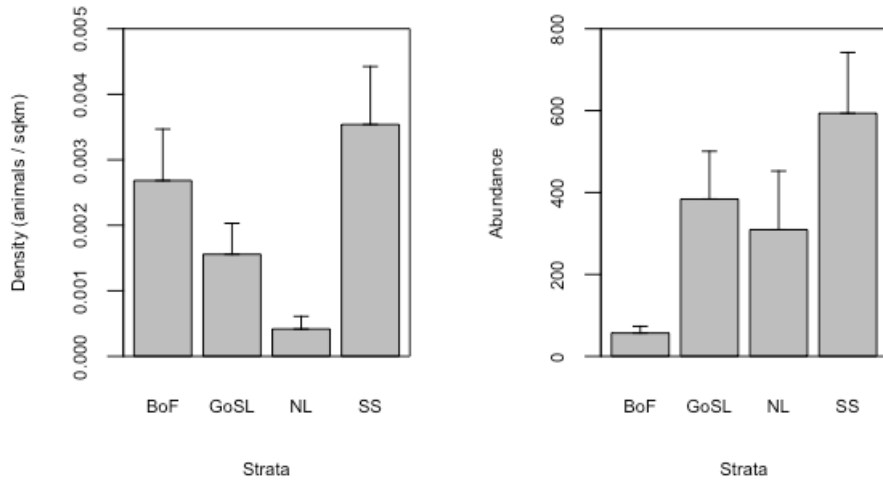 Density (animals / sqkm)
0.005
0.004
0.003
0.002
0.001
0.000
BoF GoSL NL SS
Strata
Abundance
800
600
400
200
0
BoF GoSL NL SS
Strata